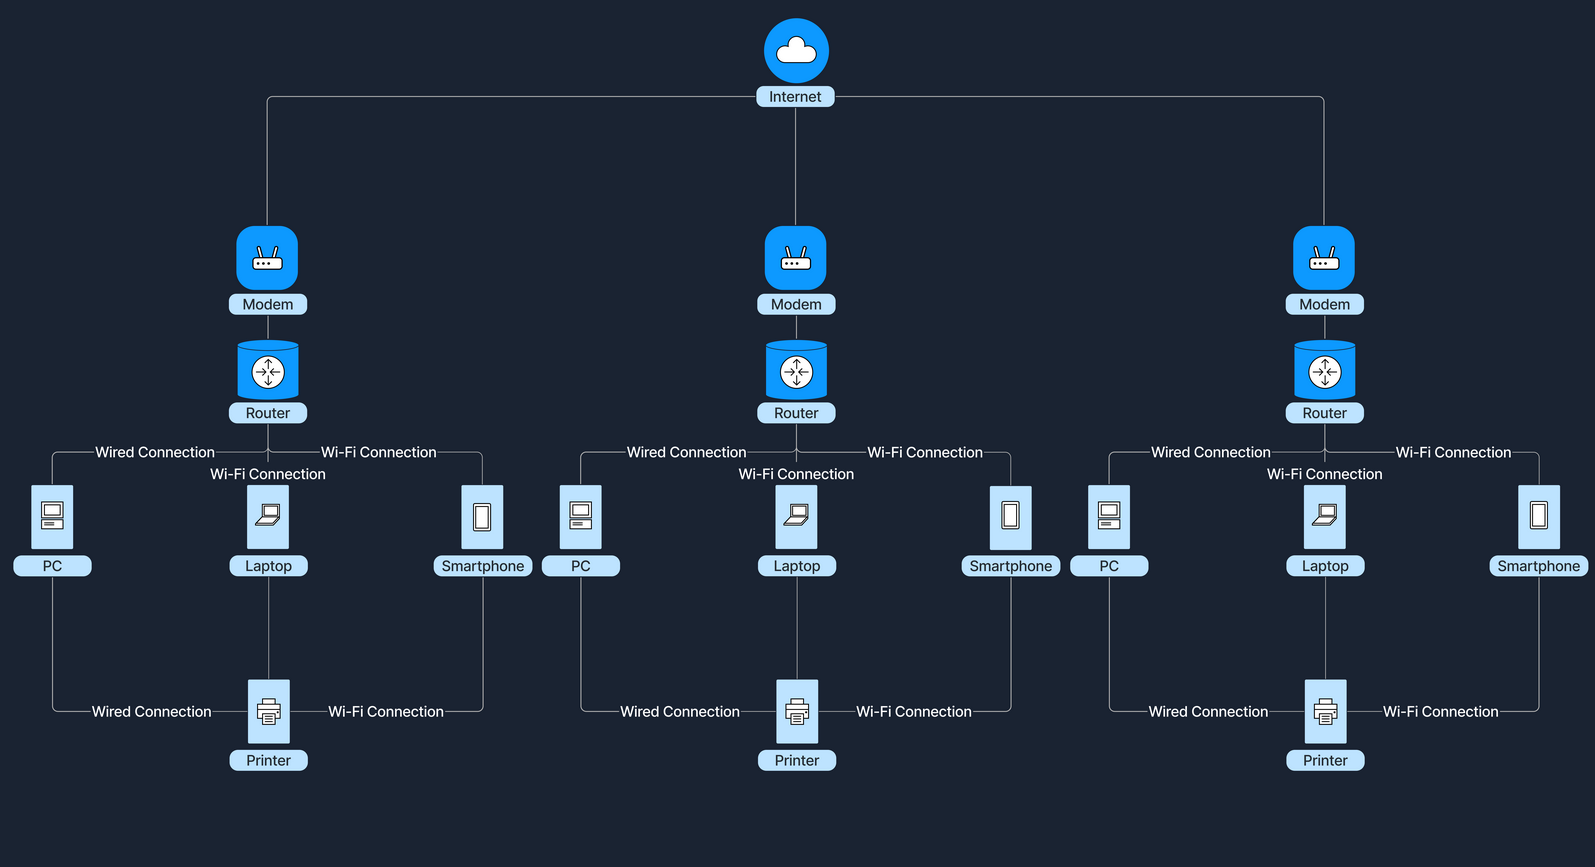 Internet
Modem
Modem
Modem
Router
Router
Router
Wired Connection
Wi-Fi Connection
Wired Connection
Wi-Fi Connection
Wired Connection
Wi-Fi Connection
Wi-Fi Connection
Wi-Fi Connection
Wi-Fi Connection
PC
Laptop
Smartphone
PC
Laptop
Smartphone
PC
Laptop
Smartphone
Wired Connection
Wi-Fi Connection
Wired Connection
Wi-Fi Connection
Wired Connection
Wi-Fi Connection
Printer
Printer
Printer